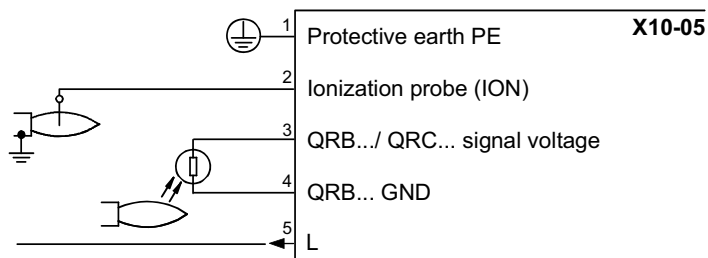 X10-05
1 Protective earth PE
2 Ionization probe (ION)
3 QRB.../ QRC... signal voltage
4 QRB... GND
5 L